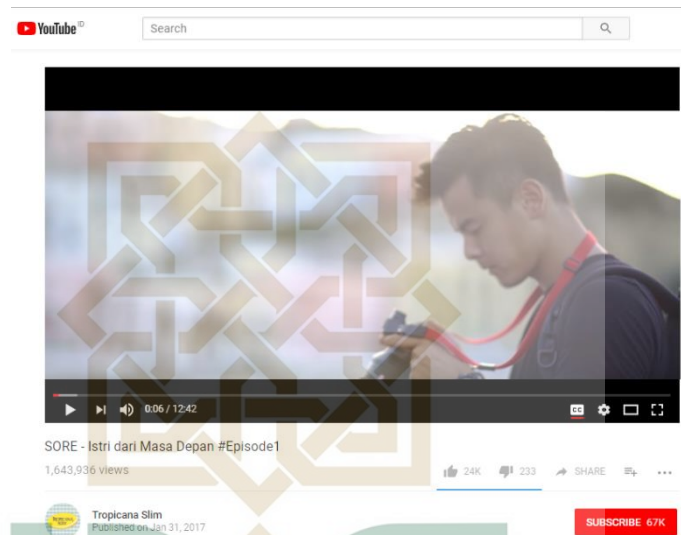 YouTube ID
Search
0:06 / 12:42
CC
SORE - Istri dari Masa Depan #Episode1
1,643,936 views
24K 233 SHARE
Tropicana Slim
Published on Jan 31, 2017
SUBSCRIBE 67K